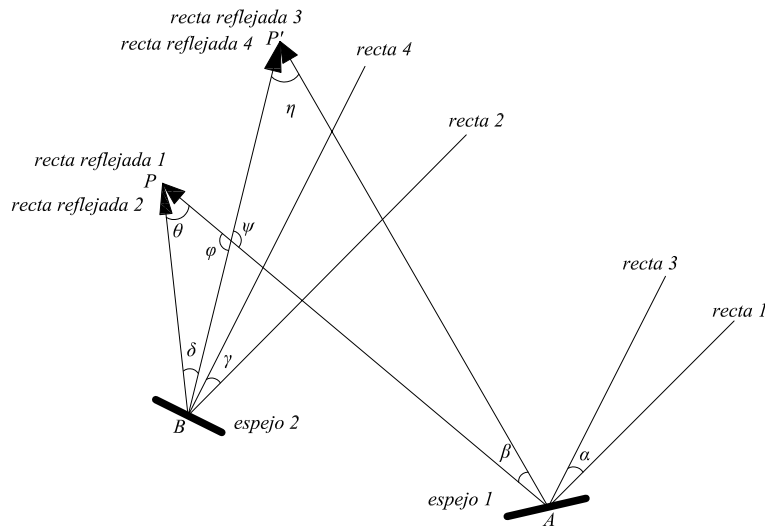 recta reflejada 3
recta reflejada 4
P'
recta 4
η
recta 2
recta reflejada 1
P
recta reflejada 2
θ
φ
ψ
recta 3
recta 1
δ
γ
B
espejo 2
β
α
espejo 1
A